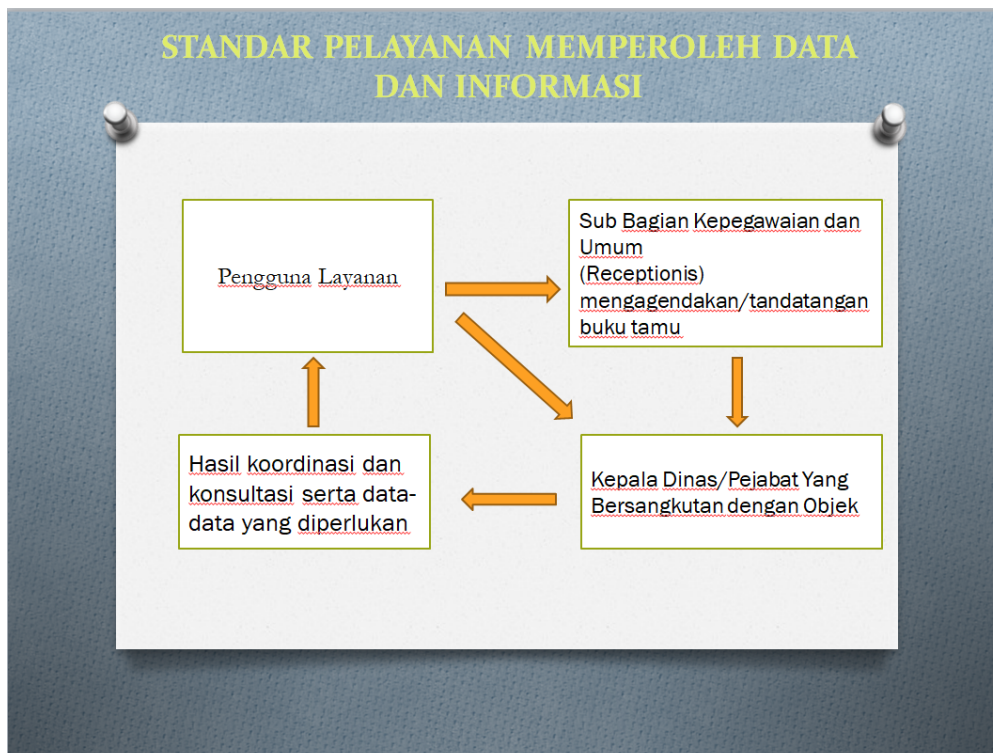 STANDAR PELAYANAN MEMPEROLEH DATA
DAN INFORMASI
Pengguna Layanan
Sub Bagian Kepegawaian dan
Umum
(Receptionis)
mengagendakan/tandatangan
buku tamu
Hasil koordinasi dan
konsultasi serta data-
data yang diperlukan
Kepala Dinas/Pejabat Yang
Bersangkutan dengan Objek